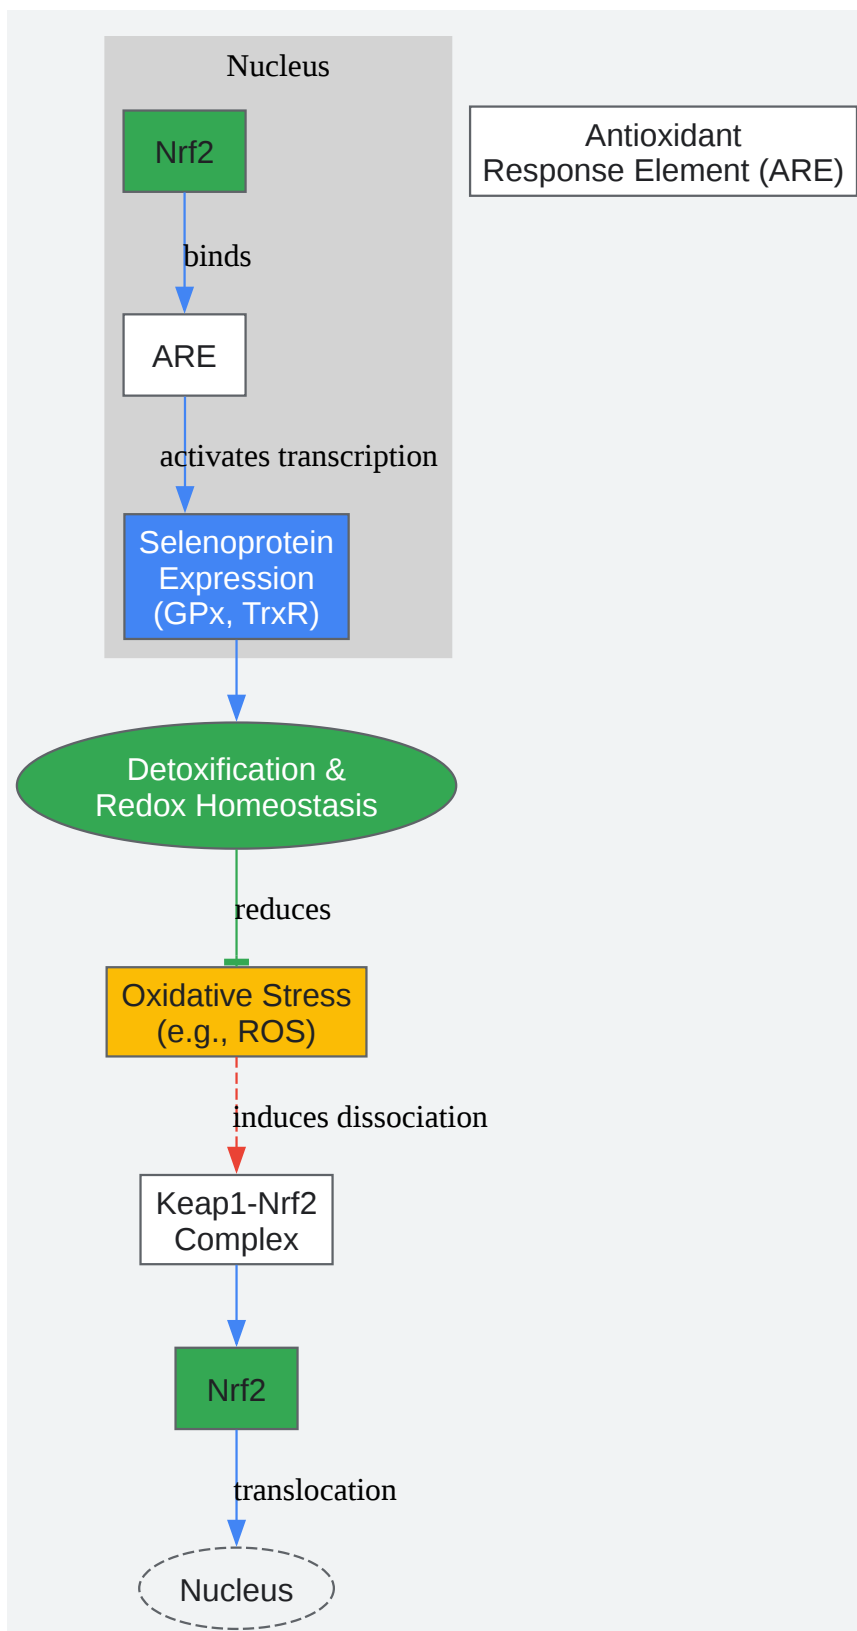 Nucleus
Nrf2
Antioxidant
Response Element (ARE)
binds
ARE
activates transcription
Selenoprotein
Expression
(GPx, TrxR)
Detoxification &
Redox Homeostasis
reduces
Oxidative Stress
(e.g., ROS)
induces dissociation
Keap1-Nrf2
Complex
Nrf2
translocation
Nucleus